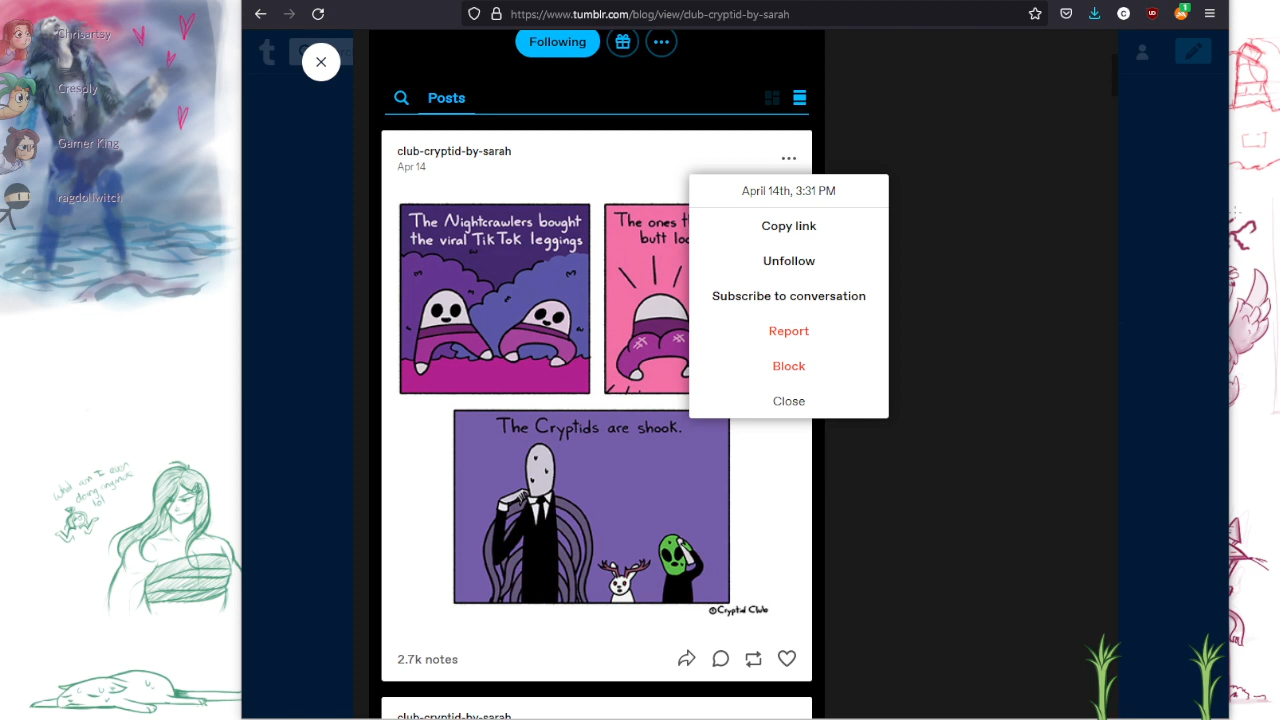 https://www.tumblr.com/blog/view/club-cryptid-by-sarah
Chrisartsy
Cresply
Gamer King
ragdollwitch
t
Following
Posts
club-cryptid-by-sarah
Apr 14
April 14th, 3:31 PM
Copy link
Unfollow
Subscribe to conversation
Report
Block
Close
The Nightcrawlers bought
the viral TikTok leggings
The ones t
butt loo
The Cryptids are shook.
©Cryptid Club
2.7k notes
club-cryptid-by-sarah
what am I even
doing anymore
lol